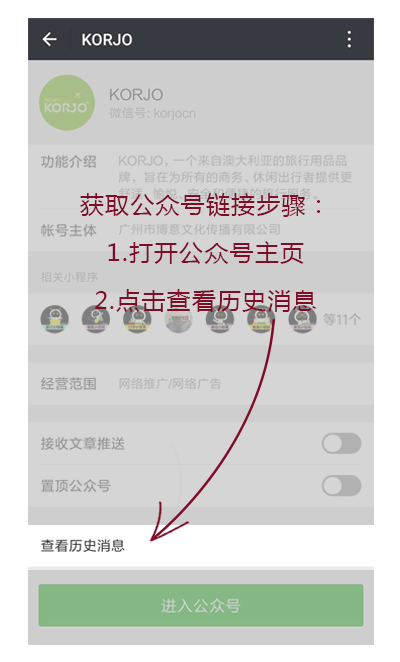 KORJO
KORJO
KORJO
微信号: korjocn
功能介绍
KORJO，一个来自澳大利亚的旅行用品品
牌，旨在为所有的商务、休闲出行者提供更
舒适、愉悦、安全和便捷的旅行服务。
获取公众号链接步骤：
帐号主体
广州市博意文化传播有限公司
1.打开公众号主页
相关小程序
2.点击查看历史消息
等11个
经营范围
网络推广/网络广告
接收文章推送
置顶公众号
查看历史消息
进入公众号